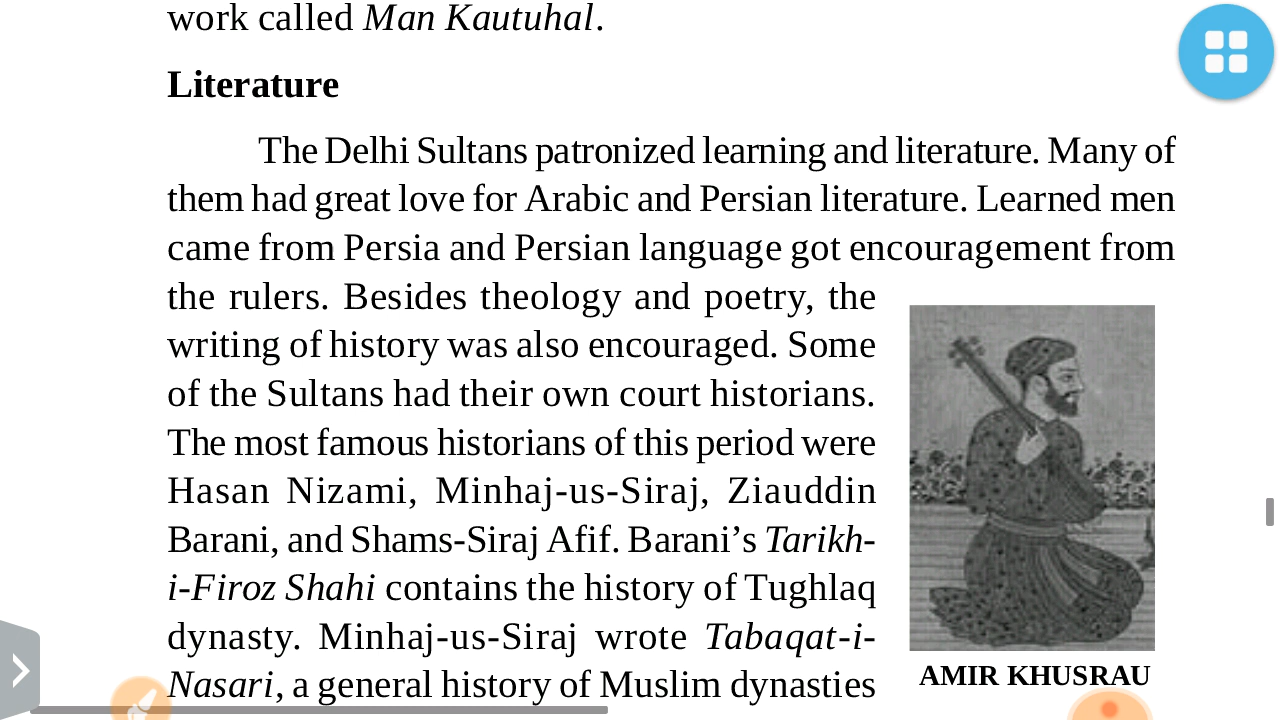 work called Man Kautuhal.
Literature
The Delhi Sultans patronized learning and literature. Many of
them had great love for Arabic and Persian literature. Learned men
came from Persia and Persian language got encouragement from
the rulers. Besides theology and poetry, the
writing of history was also encouraged. Some
of the Sultans had their own court historians.
The most famous historians of this period were
Hasan Nizami, Minhaj-us-Siraj, Ziauddin
Barani, and Shams-Siraj Afif. Barani’s Tarikh-
i-Firoz Shahi contains the history of Tughlaq
dynasty. Minhaj-us-Siraj wrote Tabaqat-i-
Nasari, a general history of Muslim dynasties
AMIR KHUSRAU